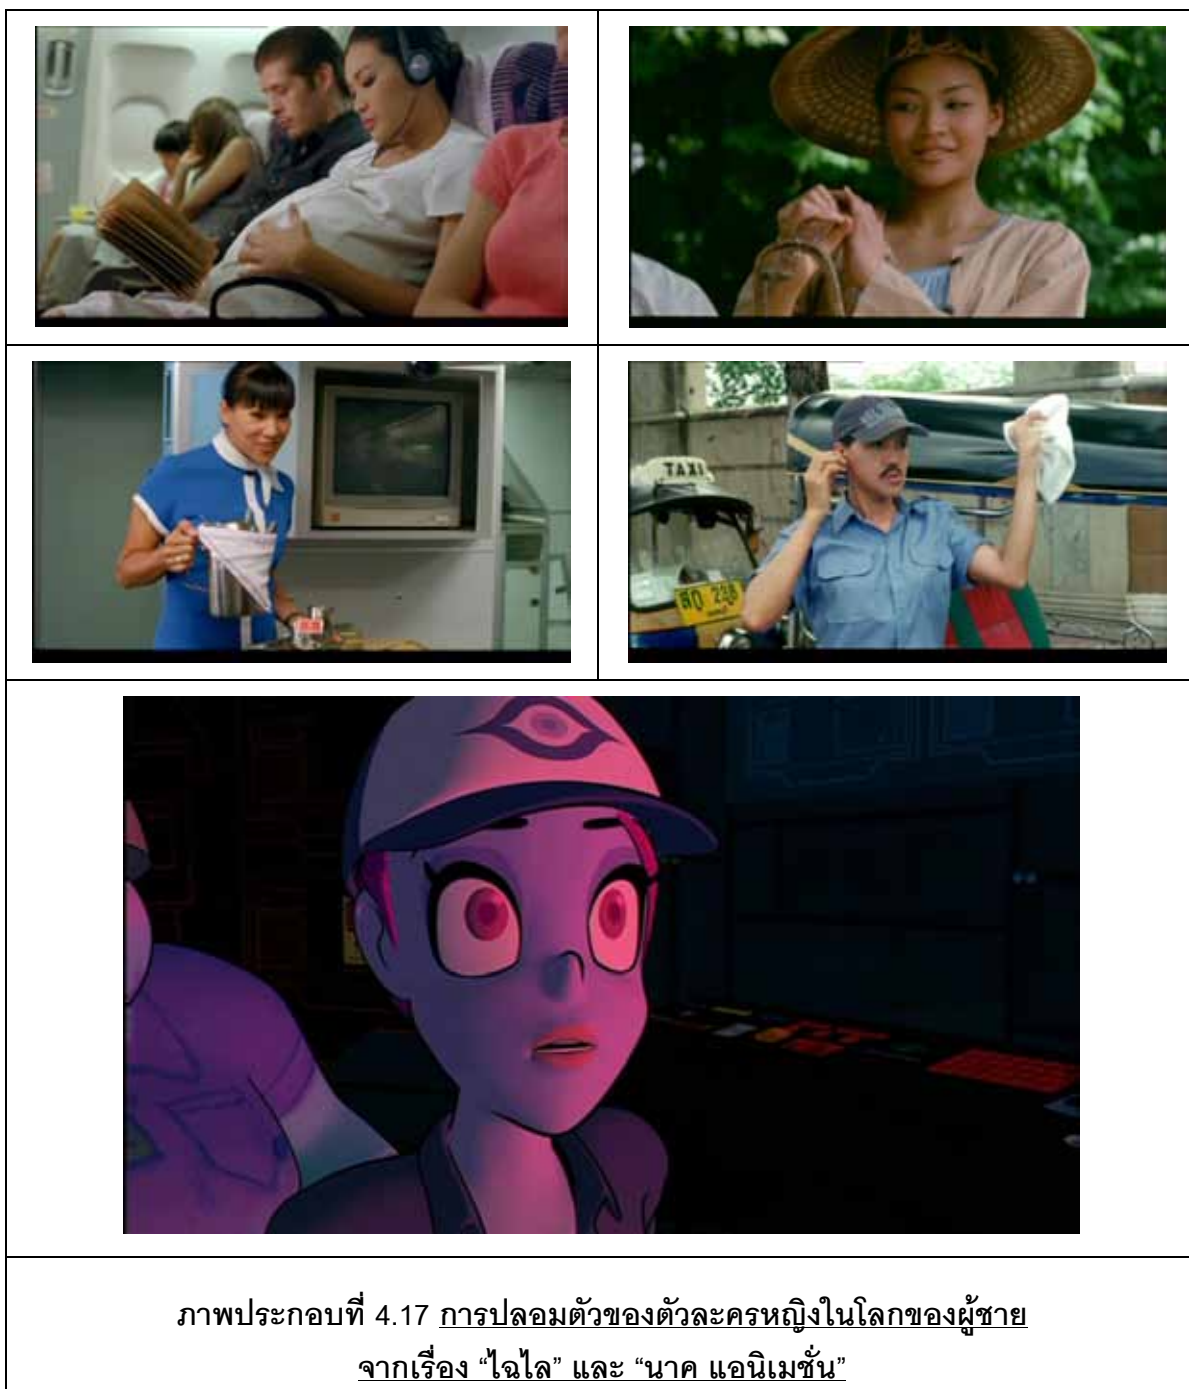 TAXI
ภาพประกอบที่ 4.17 การปลอมตัวของตัวละครหญิงในโลกของผู้ชาย
จากเรื่อง “ไฉไล” และ “นาค แอนิเมชั่น”